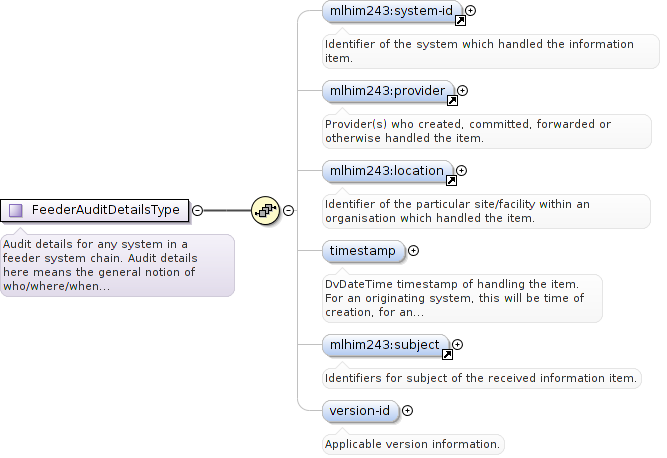 mlhim243:system-id
Identifier of the system which handled the information
item.
mlhim243:provider
Provider(s) who created, committed, forwarded or
otherwise handled the item.
mlhim243:location
Identifier of the particular site/facility within an
organisation which handled the item.
FeederAuditDetailsType
Audit details for any system in a
feeder system chain. Audit details
here means the general notion of
who/where/when...
timestamp
DvDateTime timestamp of handling the item.
For an originating system, this will be time of
creation, for an...
mlhim243:subject
Identifiers for subject of the received information item.
version-id
Applicable version information.